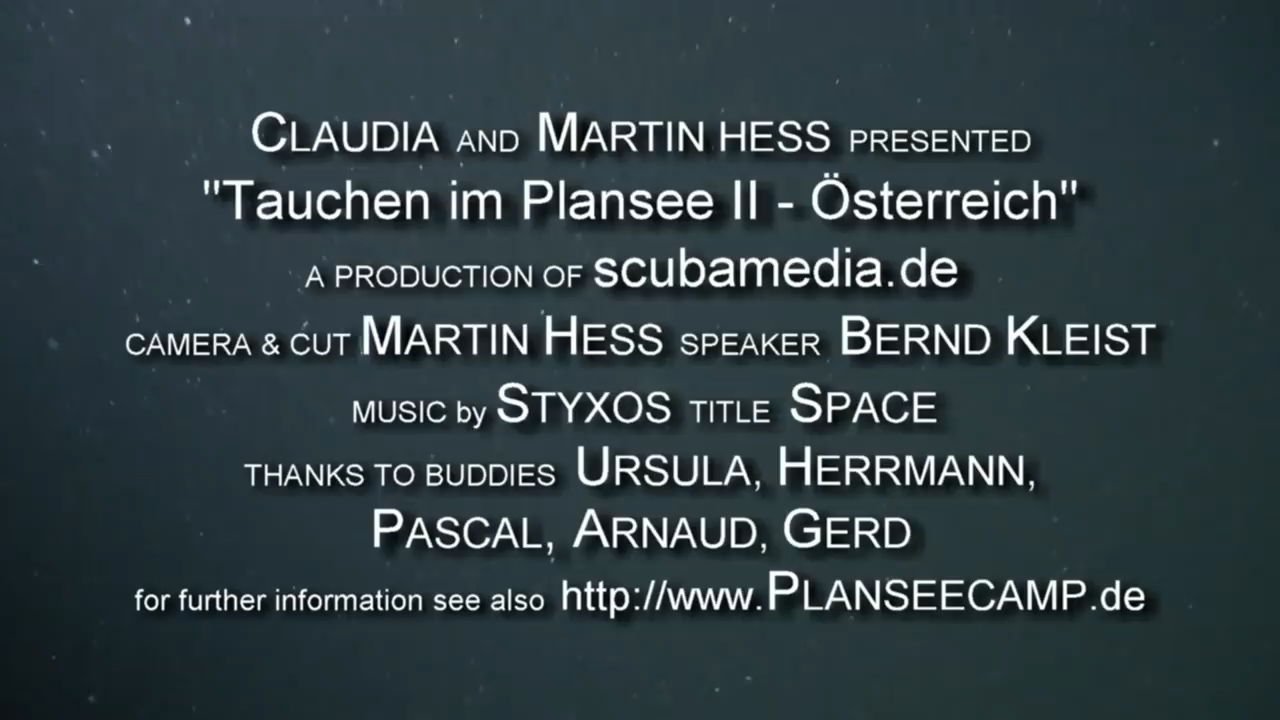 CLAUDIA AND MARTIN HESS PRESENTED
"Tauchen im Plansee II - Österreich"
A PRODUCTION OF scubamedia.de
CAMERA & CUT MARTIN HESS SPEAKER BERND KLEIST
MUSIC by STYXOS TITLE SPACE
THANKS TO BUDDIES URSULA, HERRMANN,
PASCAL, ARNAUD, GERD
for further information see also http://www.PLANSEECAMP.de